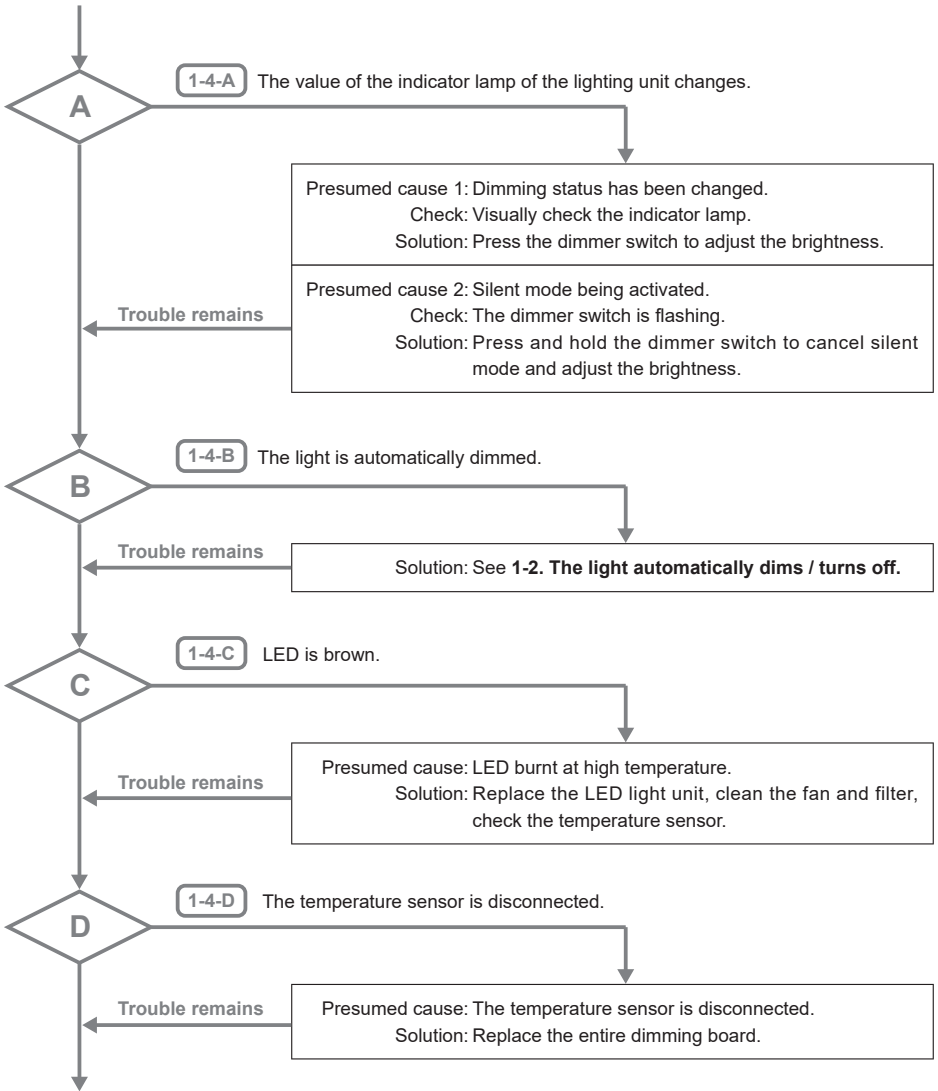 1-4-A The value of the indicator lamp of the lighting unit changes.
A
Presumed cause 1: Dimming status has been changed.
Check: Visually check the indicator lamp.
Solution: Press the dimmer switch to adjust the brightness.
Presumed cause 2: Silent mode being activated.
Trouble remains
Check: The dimmer switch is flashing.
Solution: Press and hold the dimmer switch to cancel silent
mode and adjust the brightness.
1-4-B The light is automatically dimmed.
B
Trouble remains
Solution: See 1-2. The light automatically dims / turns off.
1-4-C LED is brown.
C
Presumed cause: LED burnt at high temperature.
Trouble remains
Solution: Replace the LED light unit, clean the fan and filter,
check the temperature sensor.
1-4-D The temperature sensor is disconnected.
D
Trouble remains
Presumed cause: The temperature sensor is disconnected.
Solution: Replace the entire dimming board.